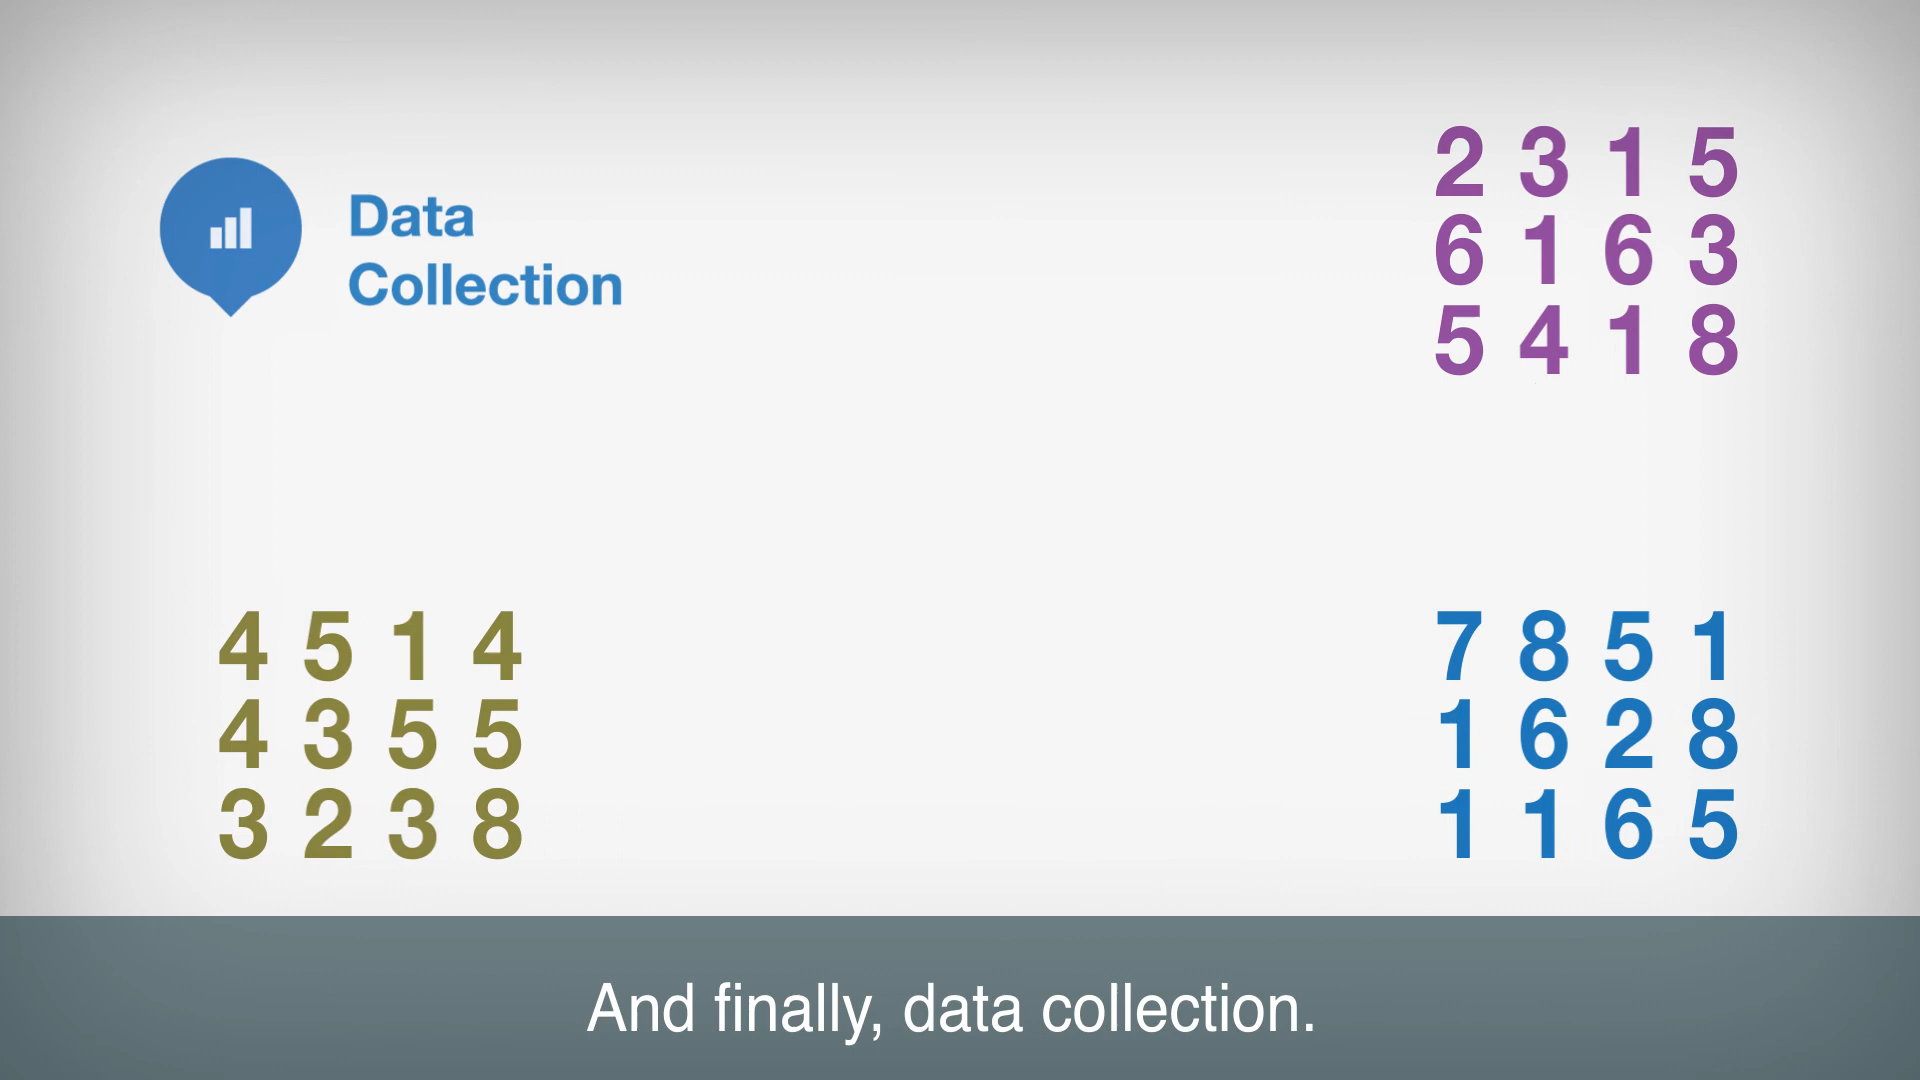 Data
Collection
2 3 1 5
6 1 6 3
5 4 1 8
4 5 1 4
4 3 5 5
3 2 3 8
7 8 5 1
1 6 2 8
1 1 6 5
And finally, data collection.